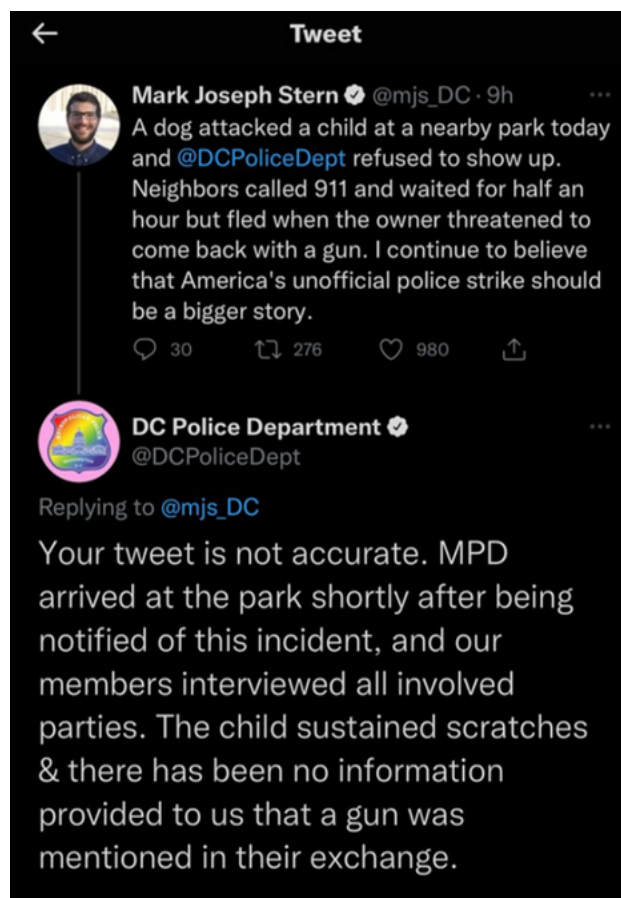 Tweet
Mark Joseph Stern @mjs_DC · 9h
A dog attacked a child at a nearby park today
and @DCPoliceDept refused to show up.
Neighbors called 911 and waited for half an
hour but fled when the owner threatened to
come back with a gun. I continue to believe
that America's unofficial police strike should
be a bigger story.
30 276 980
DC Police Department
@DCPoliceDept
Replying to @mjs_DC
Your tweet is not accurate. MPD
arrived at the park shortly after being
notified of this incident, and our
members interviewed all involved
parties. The child sustained scratches
& there has been no information
provided to us that a gun was
mentioned in their exchange.